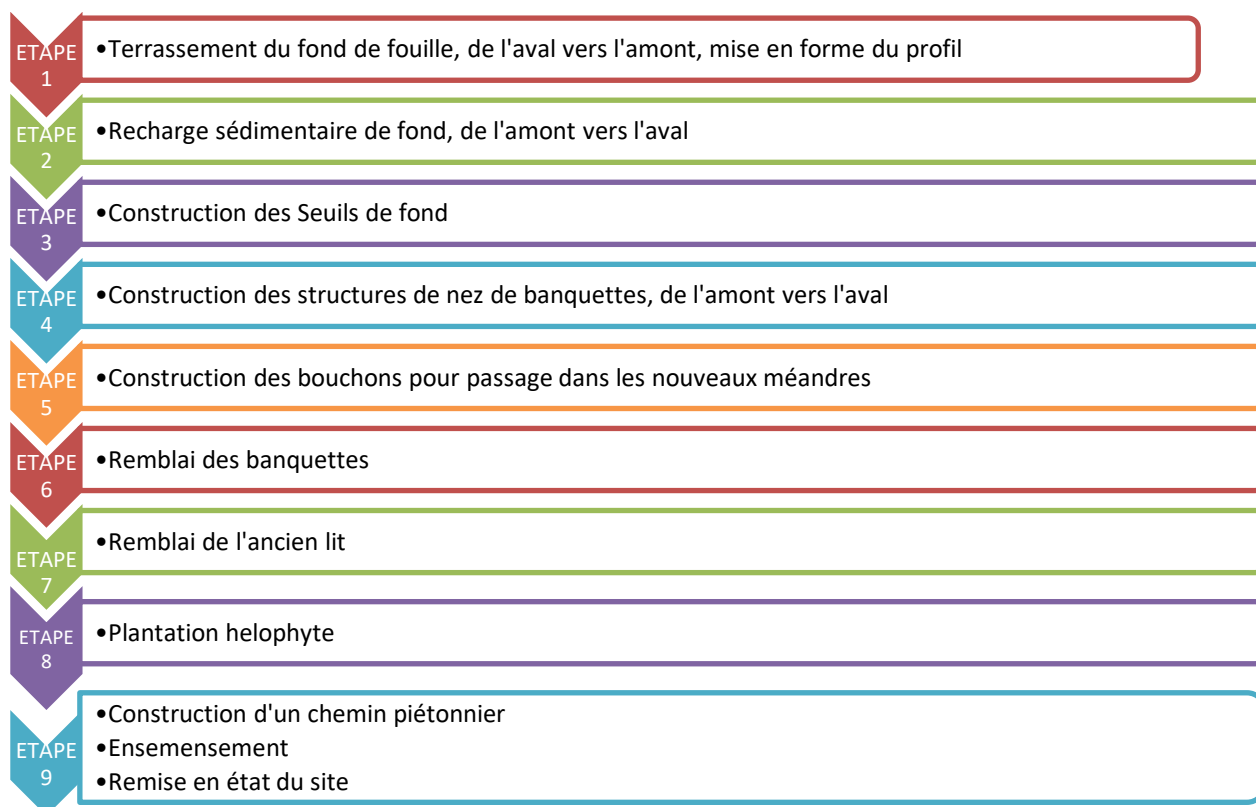 ETAPE
1
•Terrassement du fond de fouille, de l'aval vers l'amont, mise en forme du profil
ETAPE
2
•Recharge sédimentaire de fond, de l'amont vers l'aval
ETAPE
3
•Construction des Seuils de fond
ETAPE
4
•Construction des structures de nez de banquettes, de l'amont vers l'aval
ETAPE
5
•Construction des bouchons pour passage dans les nouveaux méandres
ETAPE
6
•Remblai des banquettes
ETAPE
7
•Remblai de l'ancien lit
ETAPE
8
•Plantation helophyte
ETAPE
9
•Construction d'un chemin piétonnier
•Ensemensement
•Remise en état du site